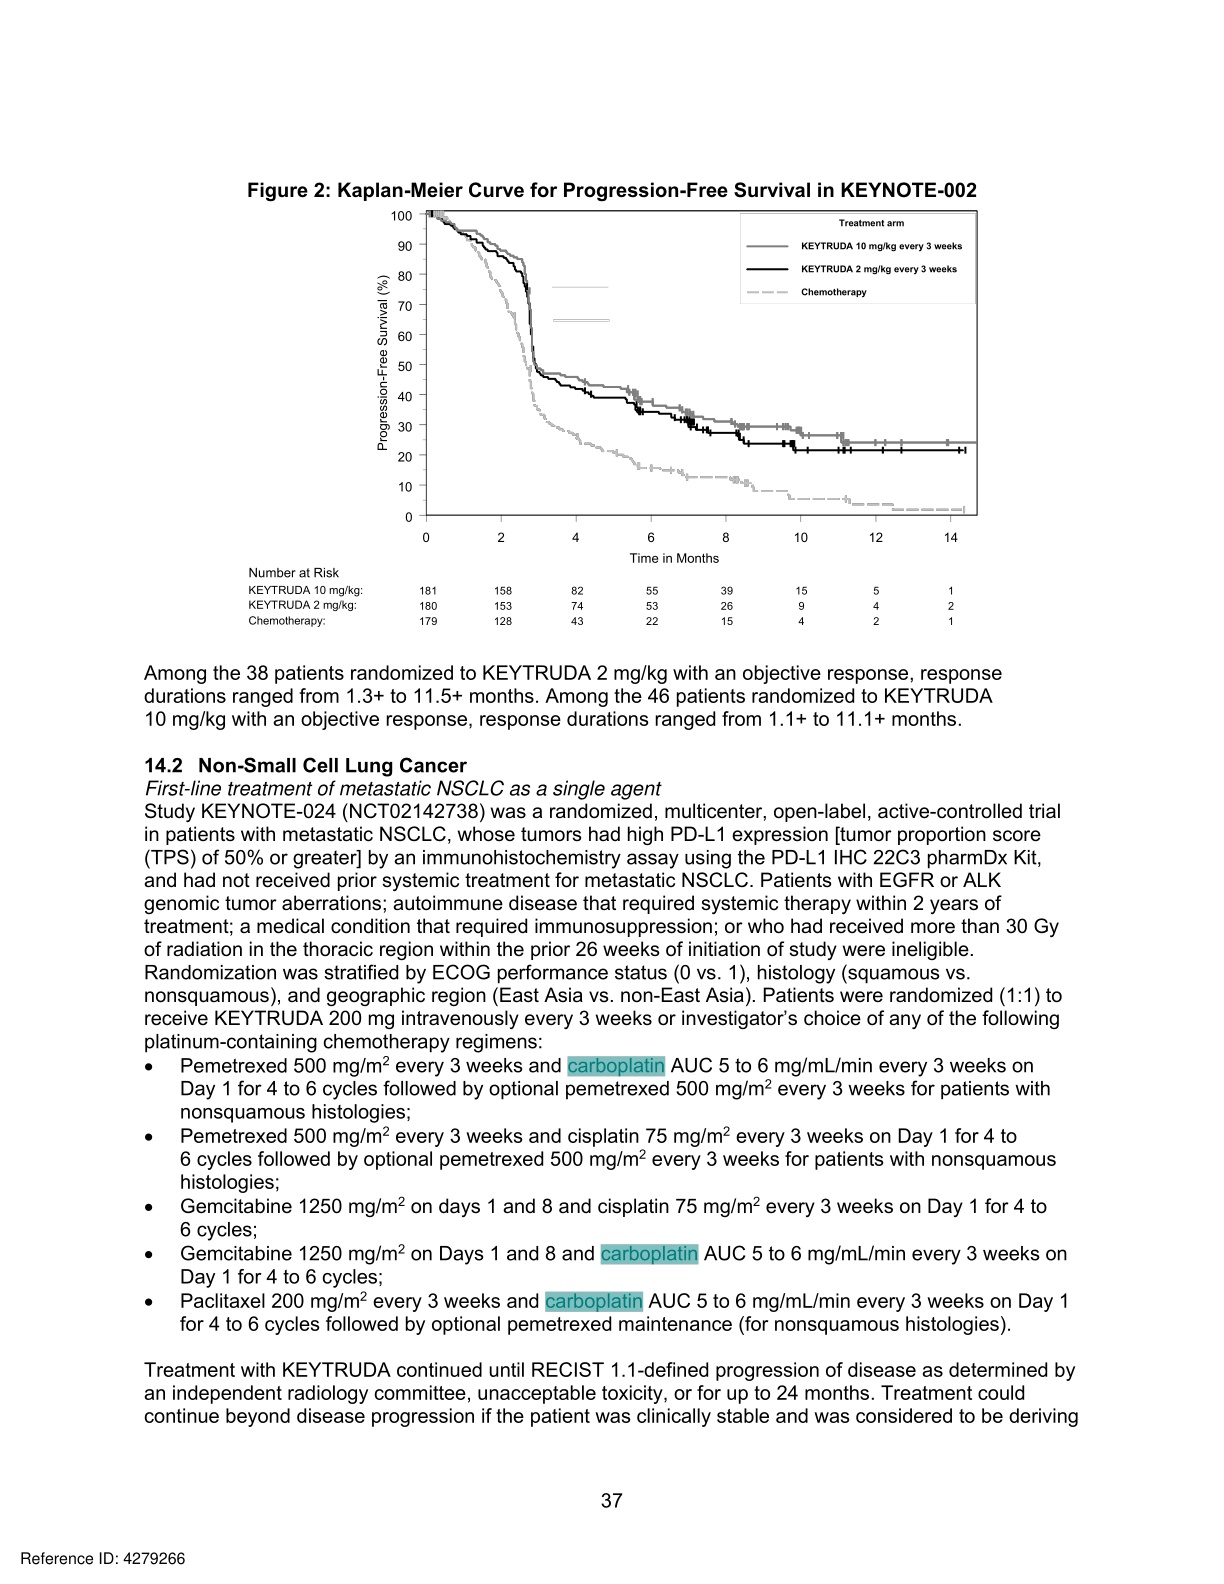 Figure 2: Kaplan-Meier Curve for Progression-Free Survival in KEYNOTE-002
Progression-Free Survival (%)
100
90
80
70
60
50
40
30
20
10
0
Treatment arm
KEYTRUDA 10 mg/kg every 3 weeks
KEYTRUDA 2 mg/kg every 3 weeks
Chemotherapy
0 2 4 6 8 10 12 14
Time in Months
Number at Risk
KEYTRUDA 10 mg/kg: 181 158 82 55 39 15 5 1
KEYTRUDA 2 mg/kg: 180 153 74 53 26 9 4 2
Chemotherapy: 179 128 43 22 15 4 2 1
Among the 38 patients randomized to KEYTRUDA 2 mg/kg with an objective response, response
durations ranged from 1.3+ to 11.5+ months. Among the 46 patients randomized to KEYTRUDA
10 mg/kg with an objective response, response durations ranged from 1.1+ to 11.1+ months.
14.2 Non-Small Cell Lung Cancer
First-line treatment of metastatic NSCLC as a single agent
Study KEYNOTE-024 (NCT02142738) was a randomized, multicenter, open-label, active-controlled trial
in patients with metastatic NSCLC, whose tumors had high PD-L1 expression [tumor proportion score
(TPS) of 50% or greater] by an immunohistochemistry assay using the PD-L1 IHC 22C3 pharmDx Kit,
and had not received prior systemic treatment for metastatic NSCLC. Patients with EGFR or ALK
genomic tumor aberrations; autoimmune disease that required systemic therapy within 2 years of
treatment; a medical condition that required immunosuppression; or who had received more than 30 Gy
of radiation in the thoracic region within the prior 26 weeks of initiation of study were ineligible.
Randomization was stratified by ECOG performance status (0 vs. 1), histology (squamous vs.
nonsquamous), and geographic region (East Asia vs. non-East Asia). Patients were randomized (1:1) to
receive KEYTRUDA 200 mg intravenously every 3 weeks or investigator’s choice of any of the following
platinum-containing chemotherapy regimens:
• Pemetrexed 500 mg/m² every 3 weeks and carboplatin AUC 5 to 6 mg/mL/min every 3 weeks on
Day 1 for 4 to 6 cycles followed by optional pemetrexed 500 mg/m² every 3 weeks for patients with
nonsquamous histologies;
• Pemetrexed 500 mg/m² every 3 weeks and cisplatin 75 mg/m² every 3 weeks on Day 1 for 4 to
6 cycles followed by optional pemetrexed 500 mg/m² every 3 weeks for patients with nonsquamous
histologies;
• Gemcitabine 1250 mg/m² on days 1 and 8 and cisplatin 75 mg/m² every 3 weeks on Day 1 for 4 to
6 cycles;
• Gemcitabine 1250 mg/m² on Days 1 and 8 and carboplatin AUC 5 to 6 mg/mL/min every 3 weeks on
Day 1 for 4 to 6 cycles;
• Paclitaxel 200 mg/m² every 3 weeks and carboplatin AUC 5 to 6 mg/mL/min every 3 weeks on Day 1
for 4 to 6 cycles followed by optional pemetrexed maintenance (for nonsquamous histologies).
Treatment with KEYTRUDA continued until RECIST 1.1-defined progression of disease as determined by
an independent radiology committee, unacceptable toxicity, or for up to 24 months. Treatment could
continue beyond disease progression if the patient was clinically stable and was considered to be deriving
37
Reference ID: 4279266